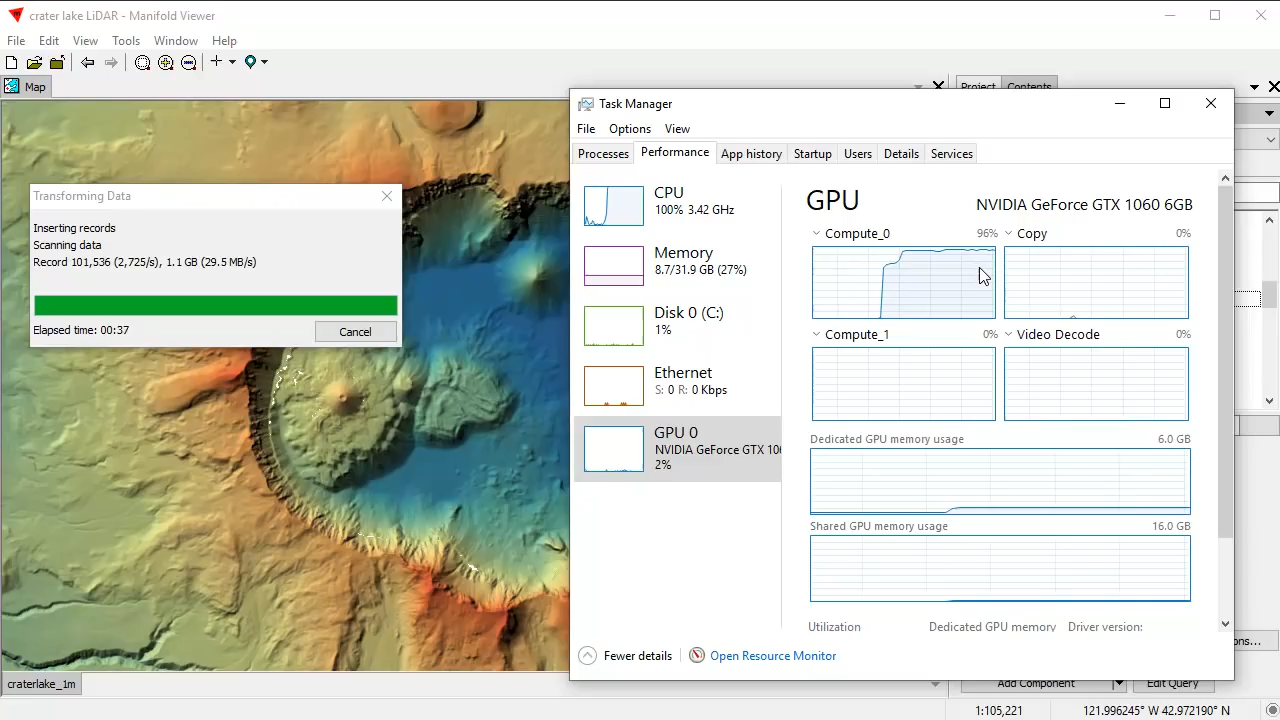 crater lake LiDAR - Manifold Viewer
File Edit View Tools Window Help
Map
Project Contents
Transforming Data
Inserting records
Scanning data
Record 101,536 (2,725/s), 1.1 GB (29.5 MB/s)
Elapsed time: 00:37
Cancel
Task Manager
File Options View
Processes Performance App history Startup Users Details Services
CPU
100% 3.42 GHz
Memory
8.7/31.9 GB (27%)
Disk 0 (C:)
1%
Ethernet
S: 0 R: 0 Kbps
GPU 0
NVIDIA GeForce GTX 106
2%
GPU
NVIDIA GeForce GTX 1060 6GB
Compute_0 96% Copy 0%
Compute_1 0% Video Decode 0%
Dedicated GPU memory usage 6.0 GB
Shared GPU memory usage 16.0 GB
Utilization Dedicated GPU memory Driver version:
Fewer details Open Resource Monitor
ons...
craterlake_1m
Add Component Edit Query
1:105,221 121.996245° W 42.972190° N